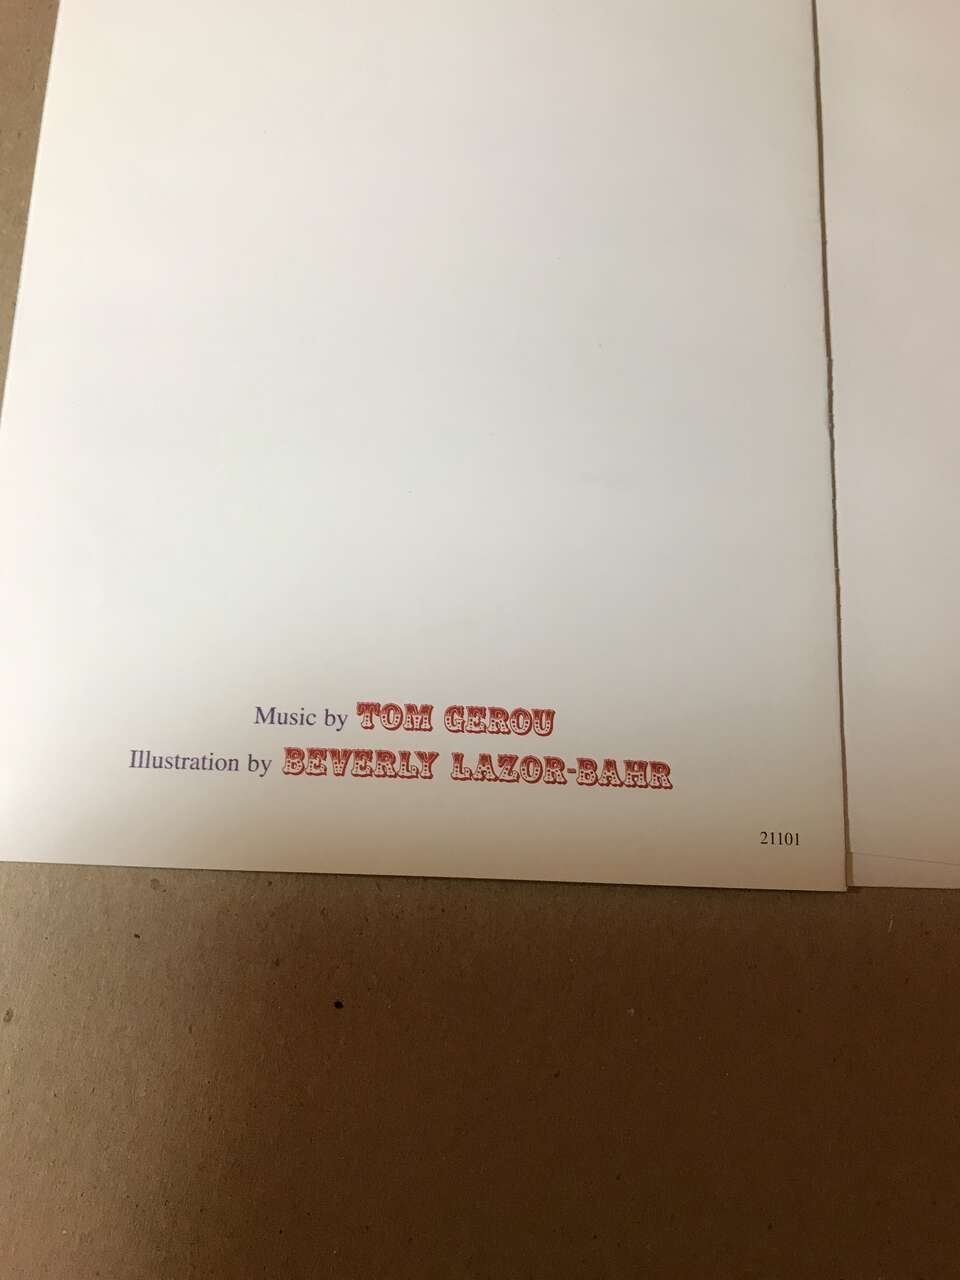 Music by TOM GEROU
Illustration by BEVERLY LAZOR-BAHR
21101